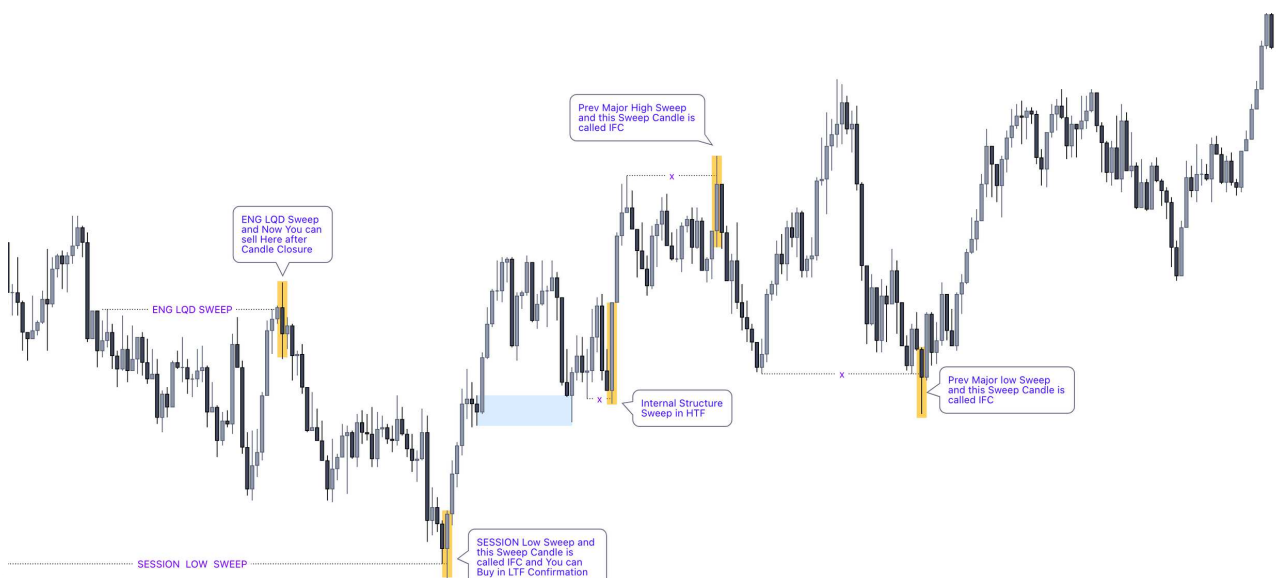 Prev Major High Sweep
and this Sweep Candle is
called IFC
x
ENG LQD Sweep
and Now You can
sell Here after
Candle Closure
ENG LQD SWEEP
x
Prev Major low Sweep
and this Sweep Candle is
called IFC
x
Internal Structure
Sweep in HTF
SESSION Low Sweep and
this Sweep Candle is
called IFC and You can
Buy in LTF Confirmation
SESSION LOW SWEEP